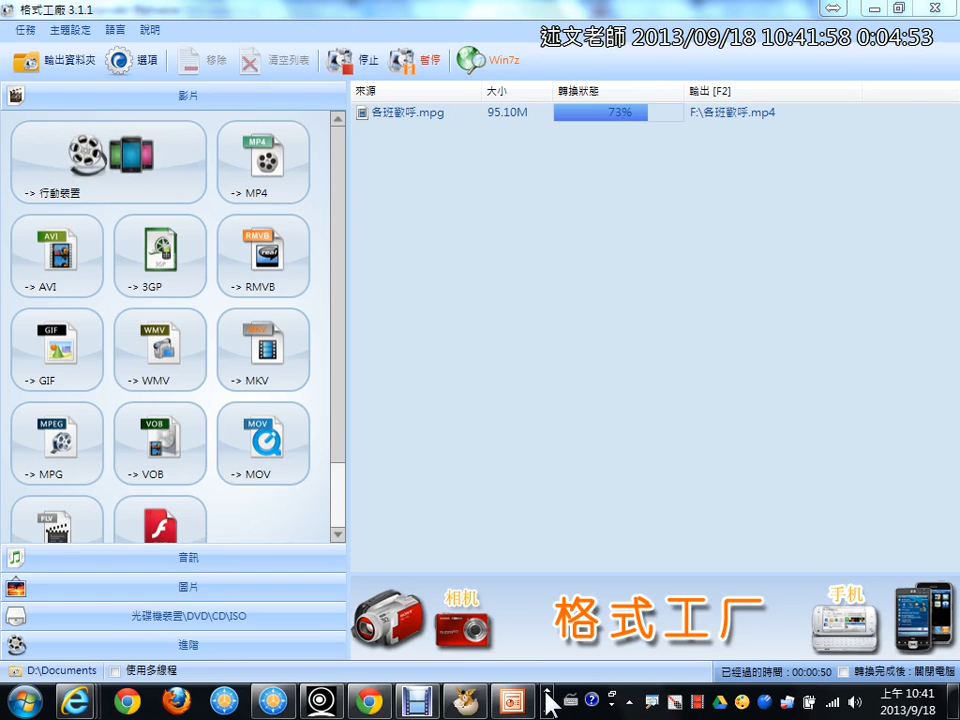 格式工廠 3.1.1
任務 主題設定 語言 說明
述文老師 2013/09/18 10:41:58 0:04:53
輸出資料夾 選項 移除 清空列表 停止 暫停 Win7z
影片
來源 大小 轉換狀態 輸出 [F2]
各班歡呼.mpg 95.10M 73% F:\各班歡呼.mp4
MP4
-> 行動裝置 -> MP4
AVI 3GP RMVB real
-> AVI -> 3GP -> RMVB
GIF WMV MKV
-> GIF -> WMV -> MKV
MPEG VOB MOV
-> MPG -> VOB -> MOV
FLV
音訊
圖片
光碟機裝置\DVD\CD\ISO
進階
相机 格式工厂 手机
D:\Documents 使用多線程 已經過的時間 : 00:00:50 轉換完成後 : 關閉電腦
上午 10:41
2013/9/18